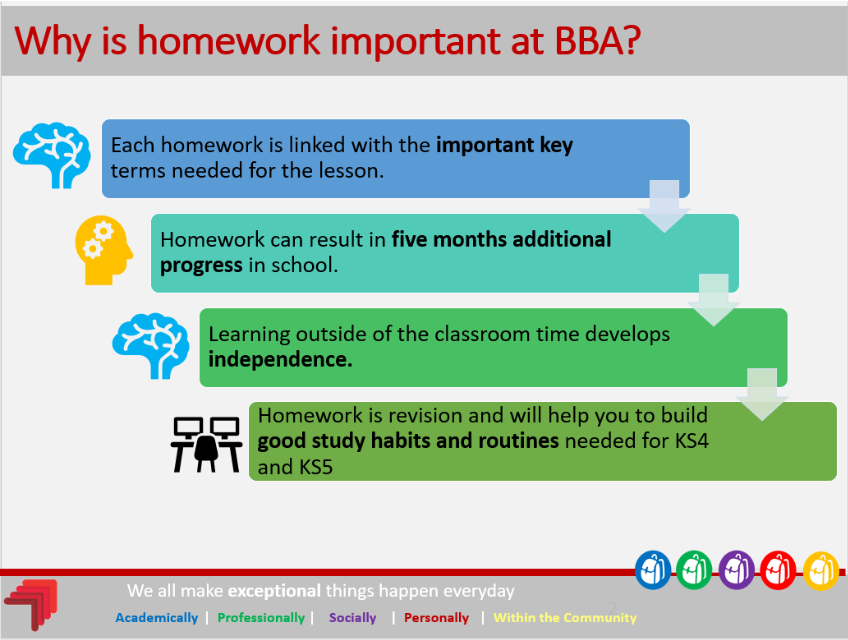 Why is homework important at BBA?
Each homework is linked with the important key
terms needed for the lesson.
Homework can result in five months additional
progress in school.
Learning outside of the classroom time develops
independence.
Homework is revision and will help you to build
good study habits and routines needed for KS4
and KS5
We all make exceptional things happen everyday
Academically | Professionally | Socially | Personally | Within the Community